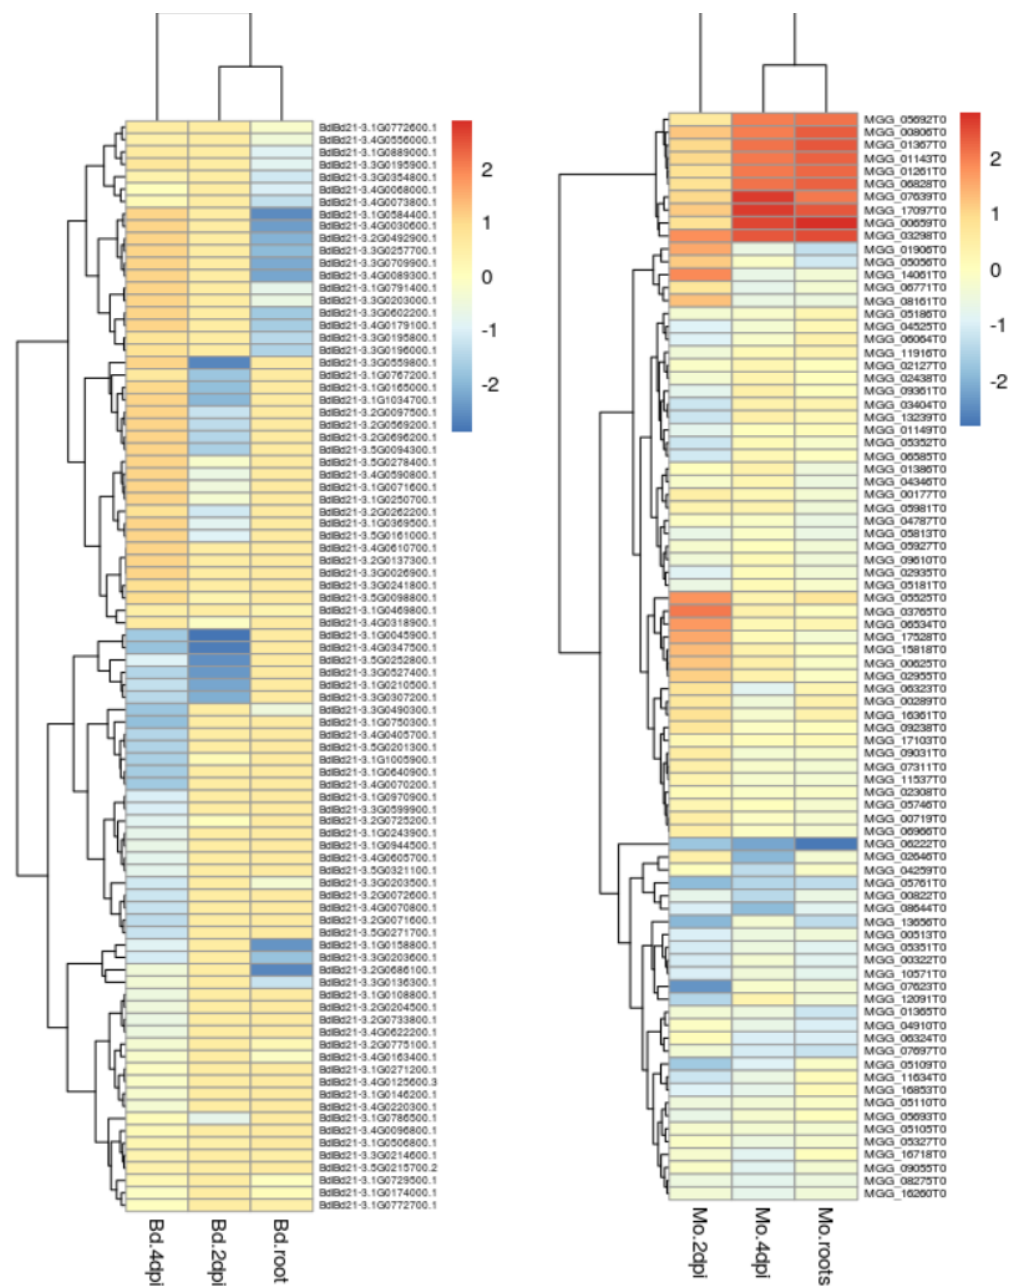 BdiBd21-3.1G0772600.1
BdiBd21-3.4G0556000.1
BdiBd21-3.1G0889000.1
BdiBd21-3.3G0195900.1
BdiBd21-3.3G0354800.1
BdiBd21-3.4G0068000.1
BdiBd21-3.4G0073800.1
BdiBd21-3.1G0584400.1
BdiBd21-3.4G0030600.1
BdiBd21-3.2G0492900.1
BdiBd21-3.3G0257700.1
BdiBd21-3.3G0709900.1
BdiBd21-3.4G0089300.1
BdiBd21-3.1G0791400.1
BdiBd21-3.3G0203000.1
BdiBd21-3.3G0602200.1
BdiBd21-3.4G0179100.1
BdiBd21-3.3G0195800.1
BdiBd21-3.3G0196000.1
BdiBd21-3.3G0559800.1
BdiBd21-3.1G0767200.1
BdiBd21-3.1G0165000.1
BdiBd21-3.1G1034700.1
BdiBd21-3.2G0097500.1
BdiBd21-3.2G0569200.1
BdiBd21-3.2G0696200.1
BdiBd21-3.5G0094300.1
BdiBd21-3.5G0278400.1
BdiBd21-3.4G0590800.1
BdiBd21-3.1G0071600.1
BdiBd21-3.1G0250700.1
BdiBd21-3.2G0262200.1
BdiBd21-3.1G0369500.1
BdiBd21-3.5G0161000.1
BdiBd21-3.4G0610700.1
BdiBd21-3.2G0137300.1
BdiBd21-3.3G0026900.1
BdiBd21-3.3G0241800.1
BdiBd21-3.5G0098800.1
BdiBd21-3.1G0469800.1
BdiBd21-3.4G0318900.1
BdiBd21-3.1G0045900.1
BdiBd21-3.4G0347500.1
BdiBd21-3.5G0252800.1
BdiBd21-3.3G0527400.1
BdiBd21-3.1G0210500.1
BdiBd21-3.3G0307200.1
BdiBd21-3.3G0490300.1
BdiBd21-3.1G0750300.1
BdiBd21-3.4G0405700.1
BdiBd21-3.5G0201300.1
BdiBd21-3.1G1005900.1
BdiBd21-3.1G0640900.1
BdiBd21-3.4G0070200.1
BdiBd21-3.1G0970900.1
BdiBd21-3.3G0599900.1
BdiBd21-3.2G0725200.1
BdiBd21-3.1G0243900.1
BdiBd21-3.1G0944500.1
BdiBd21-3.4G0605700.1
BdiBd21-3.5G0321100.1
BdiBd21-3.3G0203500.1
BdiBd21-3.2G0072600.1
BdiBd21-3.4G0070800.1
BdiBd21-3.2G0071600.1
BdiBd21-3.5G0271700.1
BdiBd21-3.1G0158800.1
BdiBd21-3.3G0203600.1
BdiBd21-3.2G0686100.1
BdiBd21-3.3G0136300.1
BdiBd21-3.1G0108800.1
BdiBd21-3.2G0204500.1
BdiBd21-3.2G0733800.1
BdiBd21-3.4G0622200.1
BdiBd21-3.2G0775100.1
BdiBd21-3.4G0163400.1
BdiBd21-3.1G0271200.1
BdiBd21-3.4G0125600.3
BdiBd21-3.1G0146200.1
BdiBd21-3.4G0220300.1
BdiBd21-3.1G0786500.1
BdiBd21-3.4G0096800.1
BdiBd21-3.1G0506800.1
BdiBd21-3.3G0214600.1
BdiBd21-3.5G0215700.2
BdiBd21-3.1G0729500.1
BdiBd21-3.1G0174000.1
BdiBd21-3.1G0772700.1
2
1
0
-1
-2
Bd.4dpi
Bd.2dpi
Bd.root
MGG_05692T0
MGG_00806T0
MGG_01367T0
MGG_01143T0
MGG_01261T0
MGG_06828T0
MGG_07639T0
MGG_17097T0
MGG_00659T0
MGG_03298T0
MGG_01906T0
MGG_05056T0
MGG_14061T0
MGG_06771T0
MGG_08161T0
MGG_05186T0
MGG_04525T0
MGG_06064T0
MGG_11916T0
MGG_02127T0
MGG_02438T0
MGG_09361T0
MGG_03404T0
MGG_13239T0
MGG_01149T0
MGG_05352T0
MGG_06585T0
MGG_01386T0
MGG_04346T0
MGG_00177T0
MGG_05981T0
MGG_04787T0
MGG_05813T0
MGG_05927T0
MGG_09610T0
MGG_02935T0
MGG_05181T0
MGG_05525T0
MGG_03765T0
MGG_06534T0
MGG_17528T0
MGG_15818T0
MGG_00625T0
MGG_02955T0
MGG_06323T0
MGG_00289T0
MGG_16361T0
MGG_09238T0
MGG_17103T0
MGG_09031T0
MGG_07311T0
MGG_11537T0
MGG_02308T0
MGG_05746T0
MGG_00719T0
MGG_06966T0
MGG_06222T0
MGG_02646T0
MGG_04259T0
MGG_05761T0
MGG_00822T0
MGG_08644T0
MGG_13656T0
MGG_00513T0
MGG_05351T0
MGG_00322T0
MGG_10571T0
MGG_07623T0
MGG_12091T0
MGG_01365T0
MGG_04910T0
MGG_06324T0
MGG_07697T0
MGG_05109T0
MGG_11634T0
MGG_16853T0
MGG_05110T0
MGG_05693T0
MGG_05105T0
MGG_05327T0
MGG_16718T0
MGG_09055T0
MGG_08275T0
MGG_16260T0
2
1
0
-1
-2
Mo.2dpi
Mo.4dpi
Mo.roots